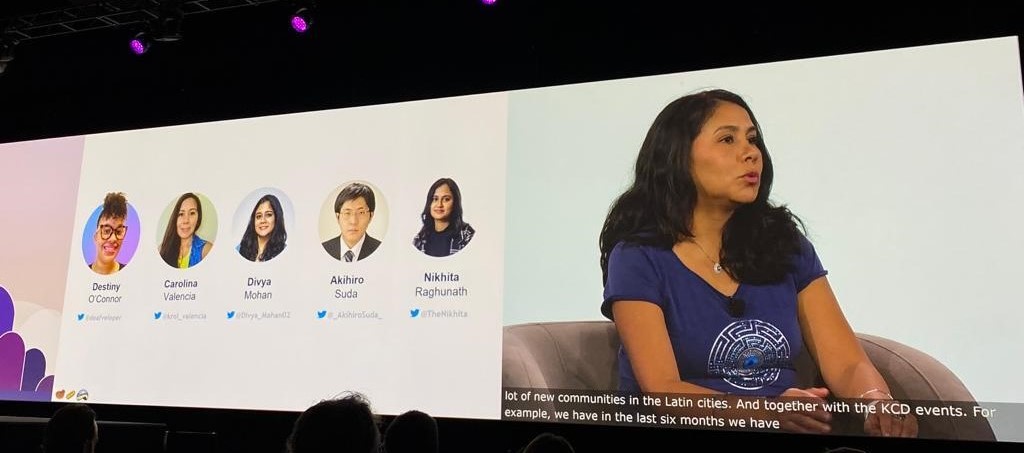 Destiny
O'Connor
@deafveloper
Carolina
Valencia
@krol_valencia
Divya
Mohan
@Divya_Mohan02
Akihiro
Suda
@_AkihiroSuda_
Nikhita
Raghunath
@TheNikhita
lot of new communities in the Latin cities. And together with the KCD events. For
example, we have in the last six months we have